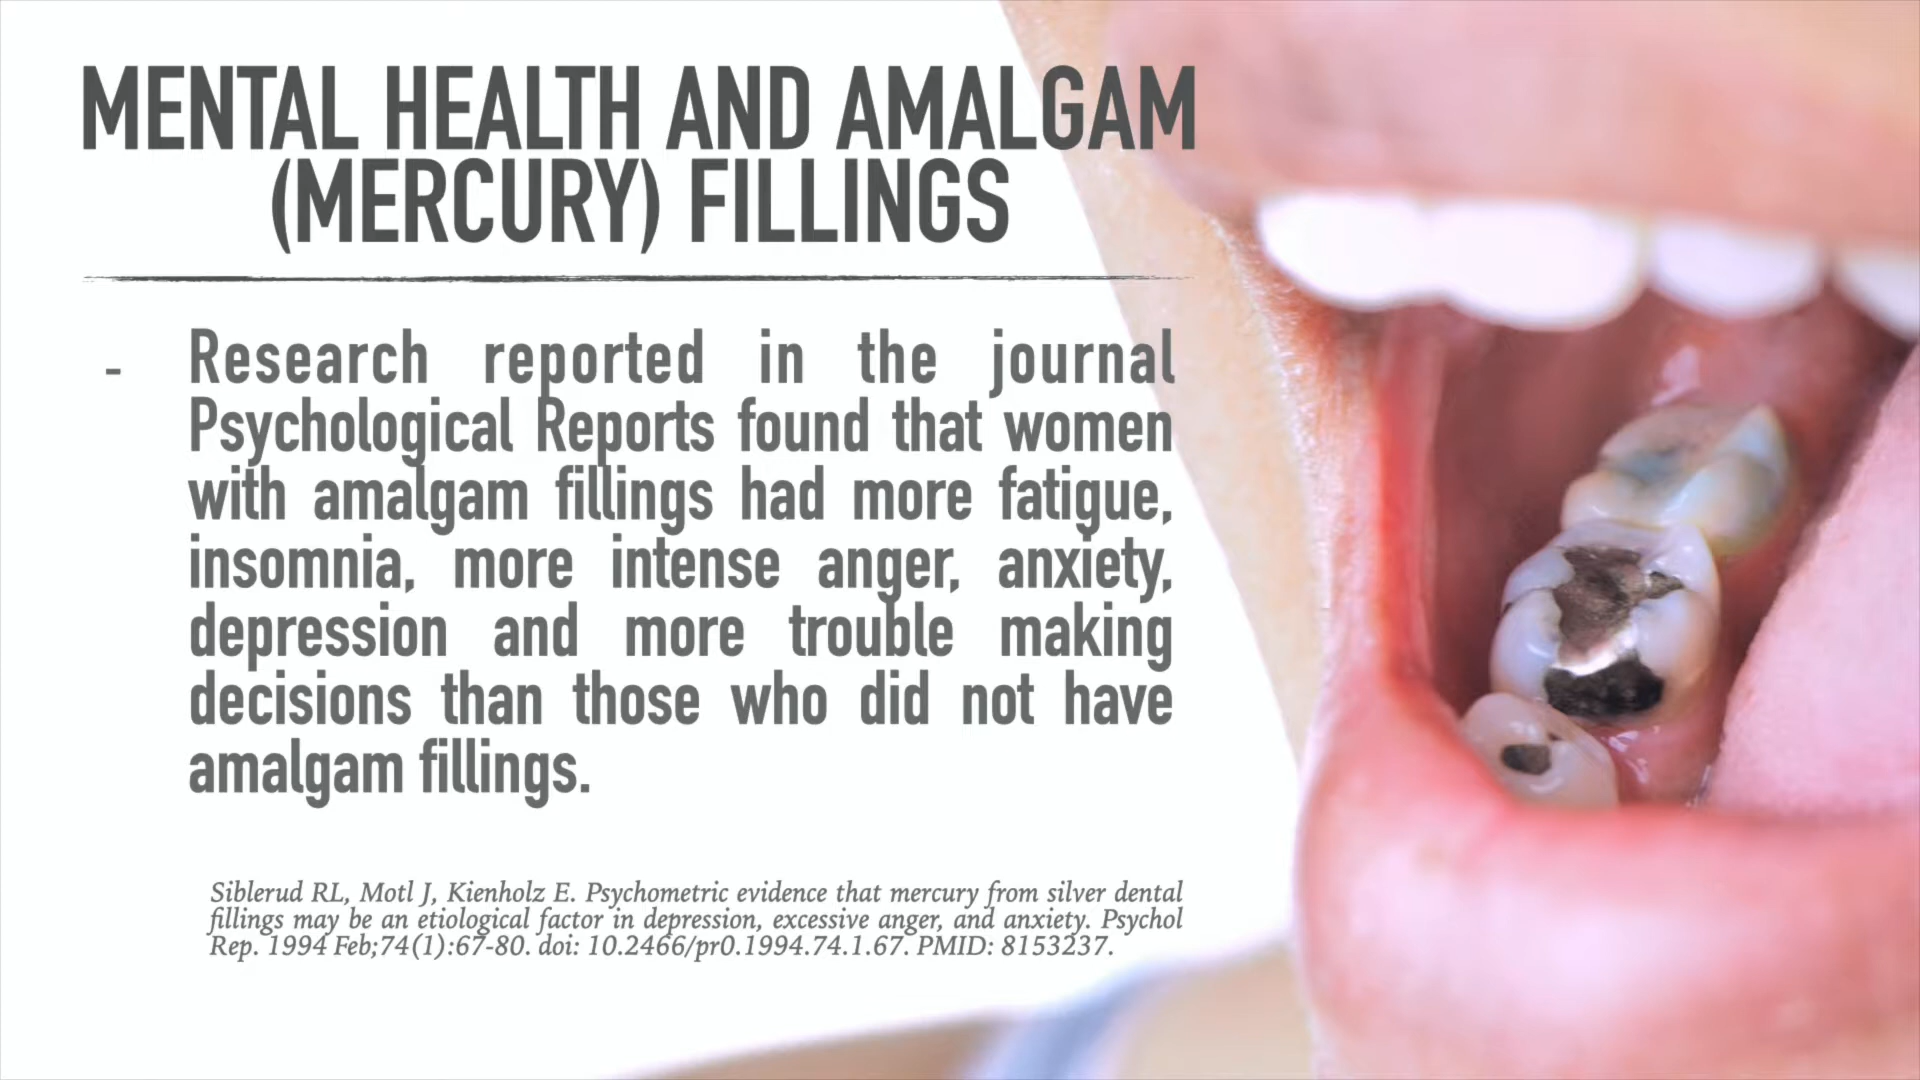 MENTAL HEALTH AND AMALGAM
(MERCURY) FILLINGS
- Research reported in the journal
Psychological Reports found that women
with amalgam fillings had more fatigue,
insomnia, more intense anger, anxiety,
depression and more trouble making
decisions than those who did not have
amalgam fillings.
Siblerud RL, Motl J, Kienholz E. Psychometric evidence that mercury from silver dental
fillings may be an etiological factor in depression, excessive anger, and anxiety. Psychol
Rep. 1994 Feb;74(1):67-80. doi: 10.2466/pr0.1994.74.1.67. PMID: 8153237.